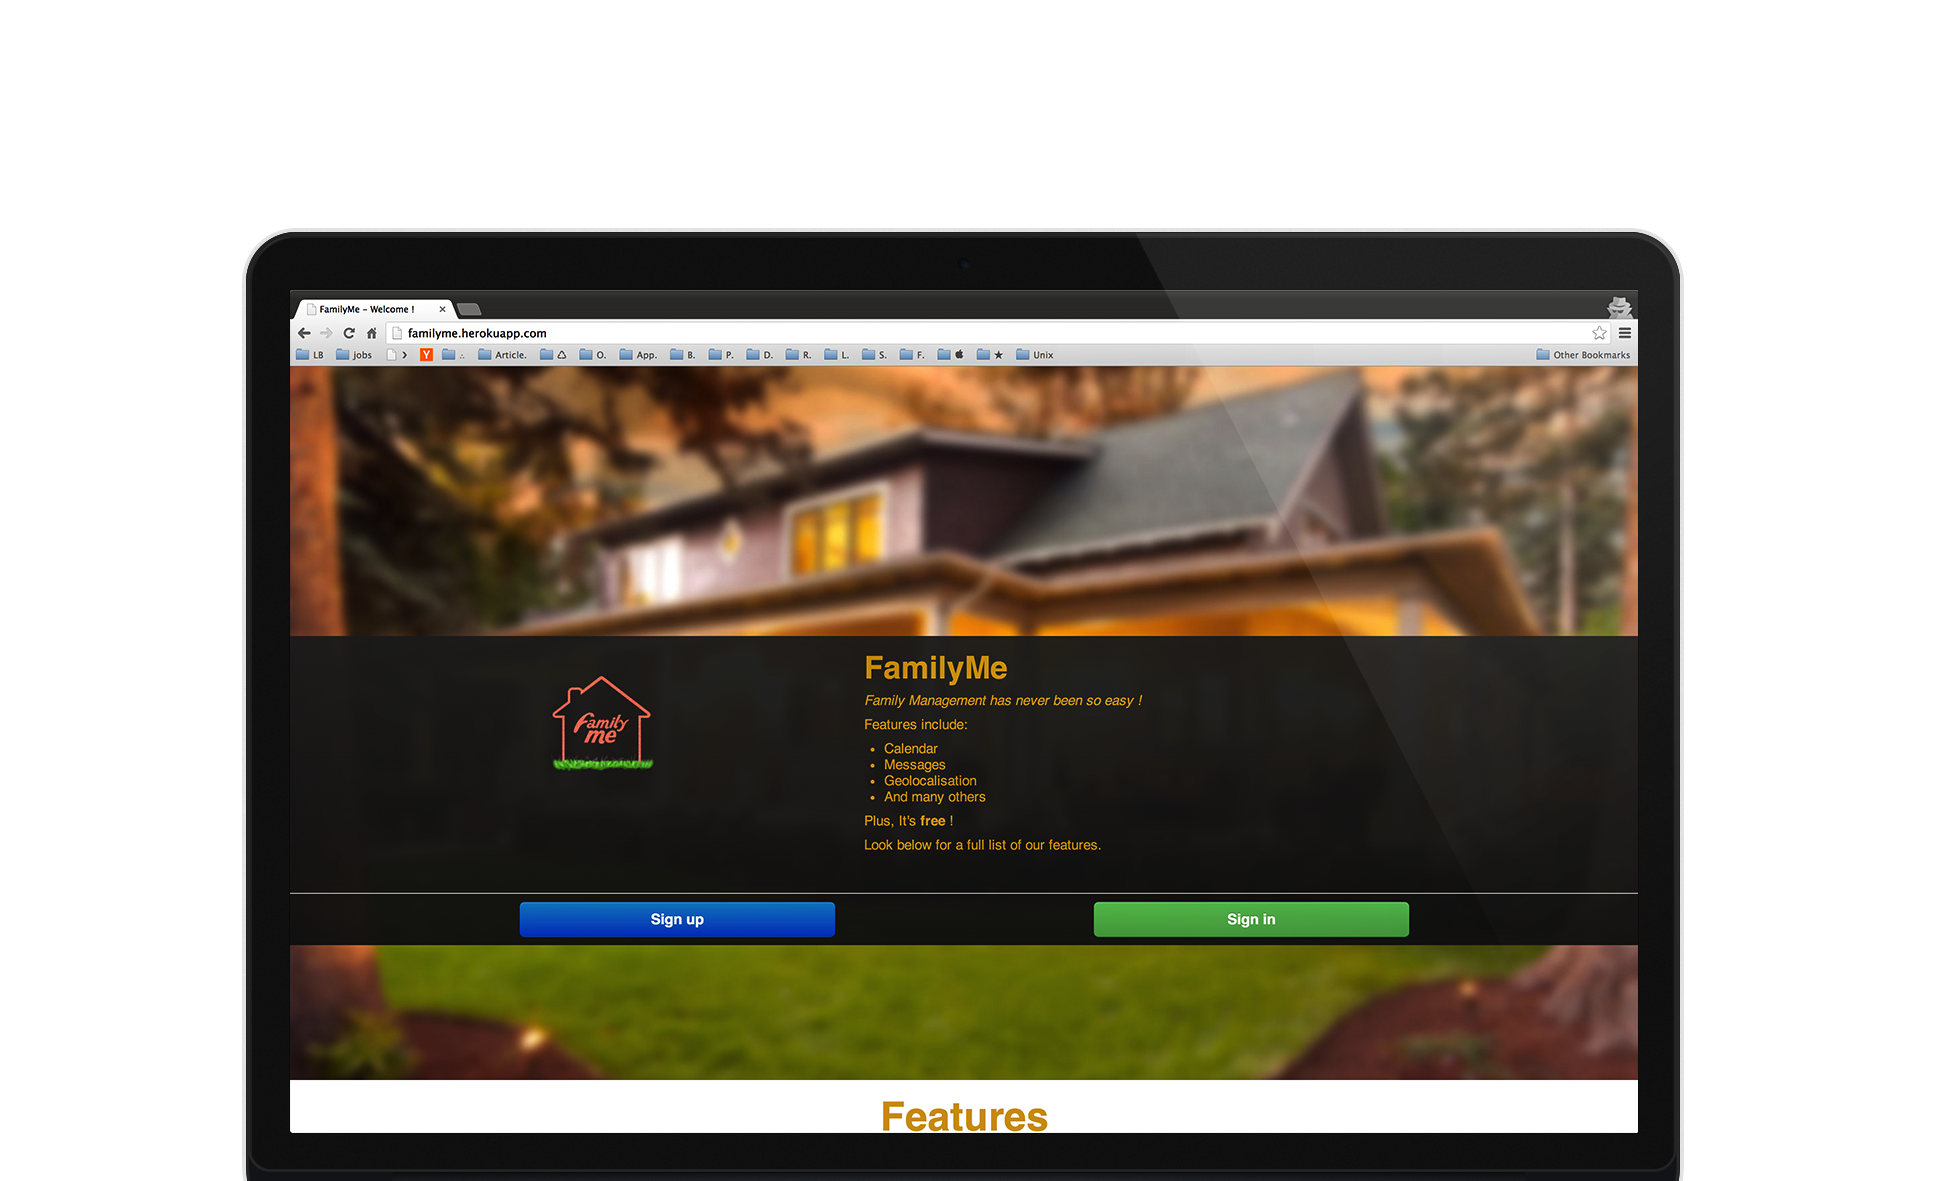 FamilyMe – Welcome !
familyme.herokuapp.com
LB jobs Y .. Article. O. App. B. P. D. R. L. S. F. ★ Unix Other Bookmarks
FamilyMe
Family Management has never been so easy !
Features include:
• Calendar
• Messages
• Geolocalisation
• And many others
Plus, It's free !
Look below for a full list of our features.
family
me
Sign up Sign in
Features